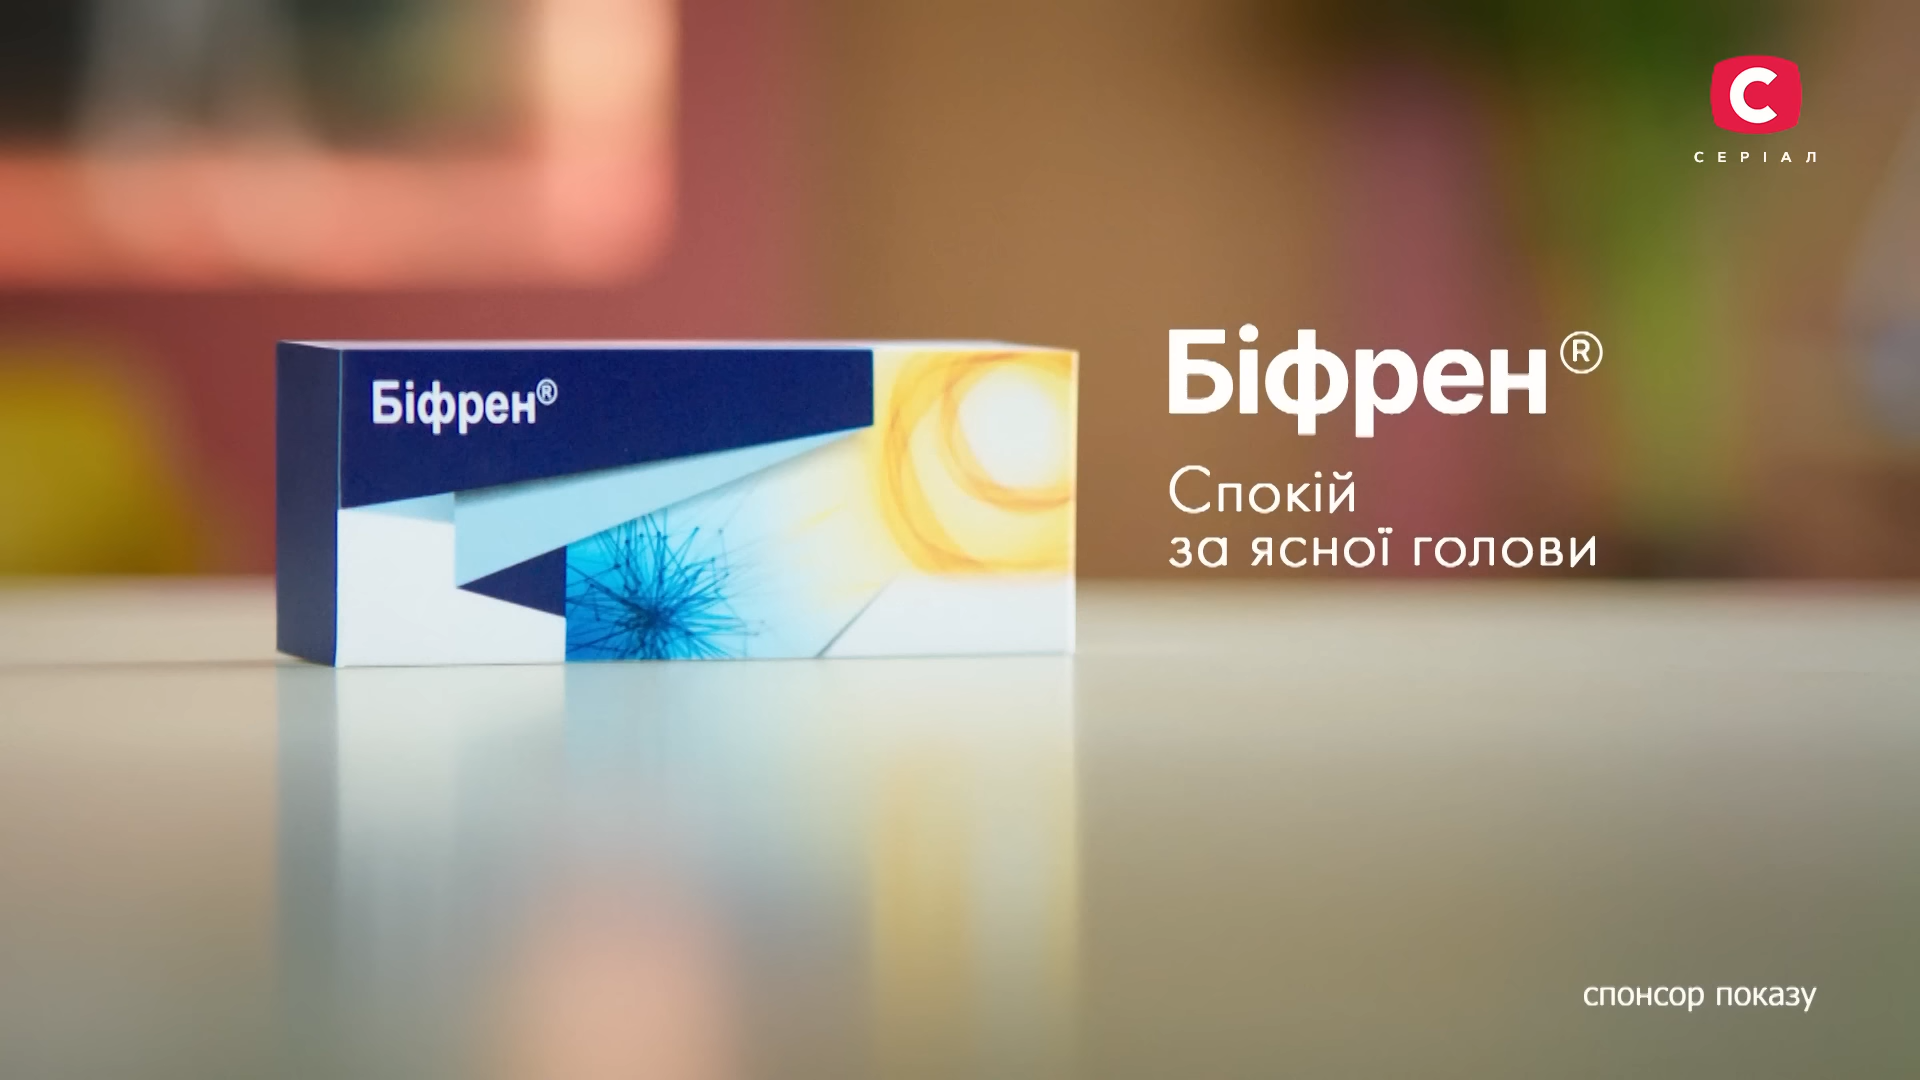 С
СЕРІАЛ
Біфрен®
Біфрен®
Спокій
за ясної голови
спонсор показу